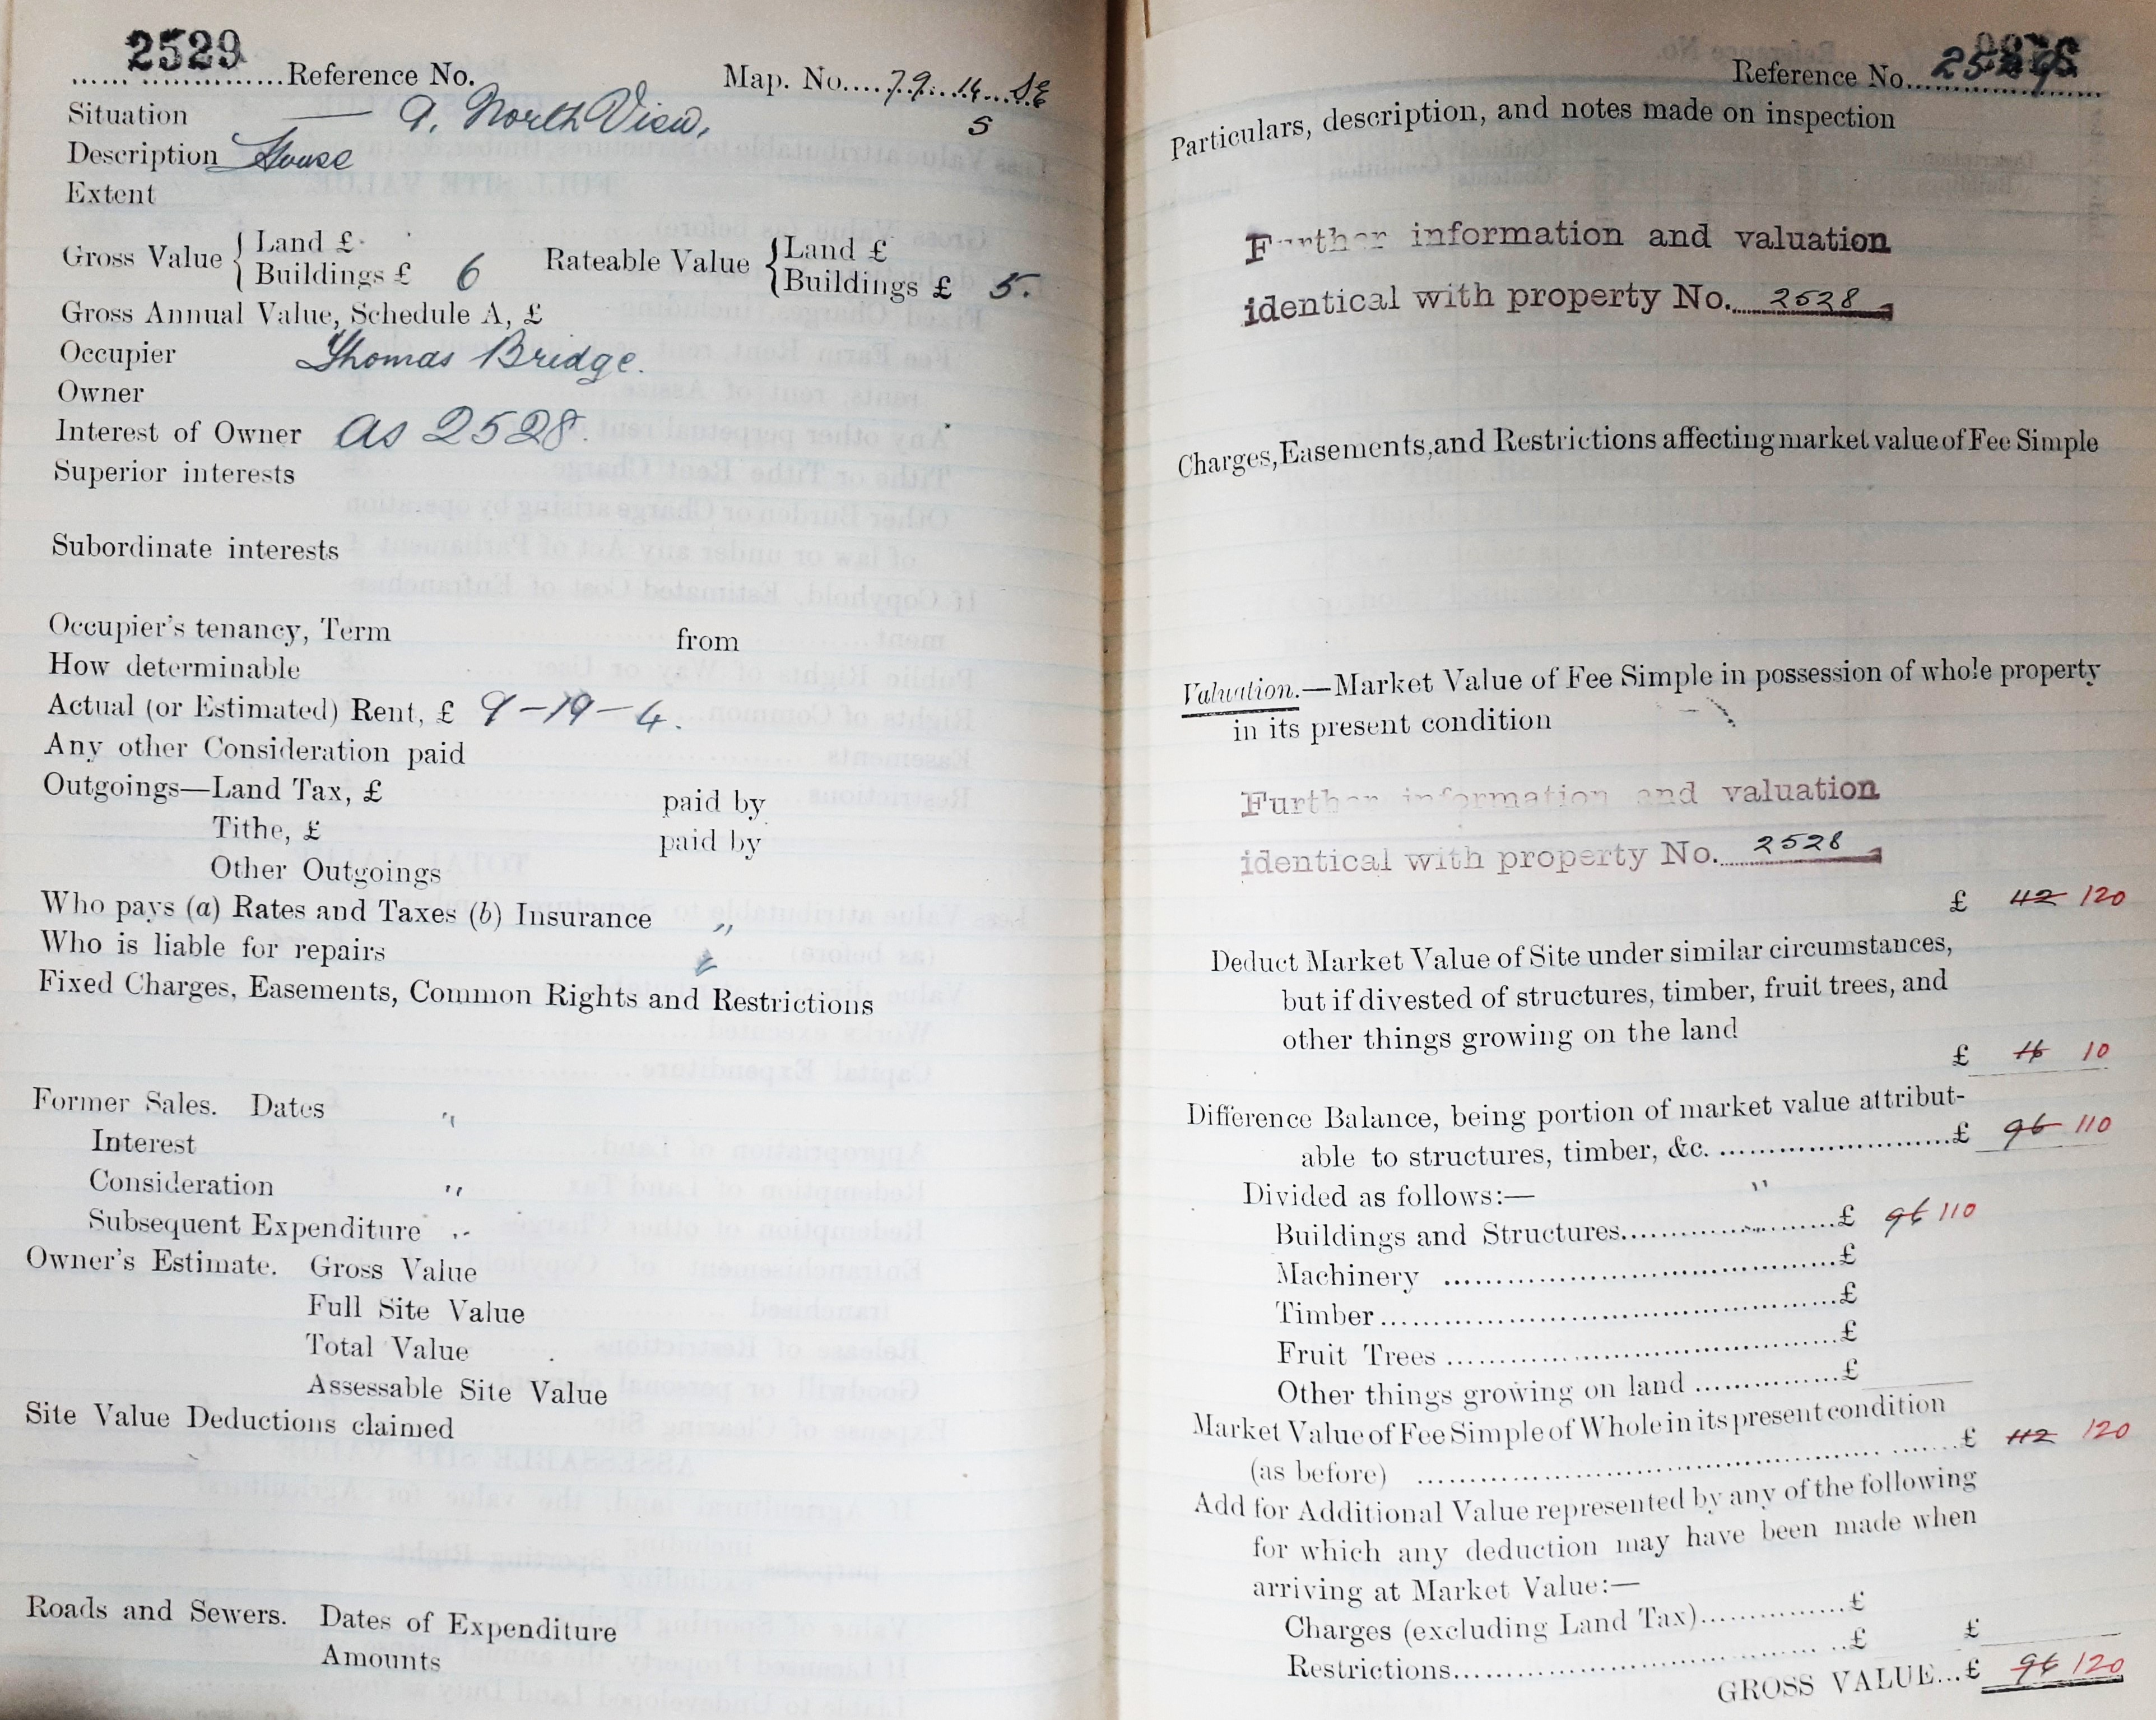 2529 Reference No. Map. No. 79. 14. SE
S
Situation — 9, North View,
Description House
Extent
Gross Value { Land £
Buildings £ 6
Rateable Value { Land £
Buildings £ 5.
Gross Annual Value, Schedule A, £
Occupier Thomas Bridge.
Owner
Interest of Owner as 2528.
Superior interests
Subordinate interests
Occupier's tenancy, Term from
How determinable
Actual (or Estimated) Rent, £ 9-19-4.
Any other Consideration paid
Outgoings—Land Tax, £ paid by
Tithe, £ paid by
Other Outgoings
Who pays (a) Rates and Taxes (b) Insurance "
Who is liable for repairs
Fixed Charges, Easements, Common Rights and Restrictions
Former Sales. Dates "
Interest
Consideration "
Subsequent Expenditure "
Owner's Estimate. Gross Value
Full Site Value
Total Value
Assessable Site Value
Site Value Deductions claimed
Roads and Sewers. Dates of Expenditure
Amounts
Reference No.
Particulars, description, and notes made on inspection
Further information and valuation
identical with property No. 2528
Charges, Easements, and Restrictions affecting market value of Fee Simple
Valuation.—Market Value of Fee Simple in possession of whole property
in its present condition
Further information and valuation
identical with property No. 2528
£ 112 120
Deduct Market Value of Site under similar circumstances,
but if divested of structures, timber, fruit trees, and
other things growing on the land
£ 16 10
Difference Balance, being portion of market value attribut-
able to structures, timber, &c. £ 96 110
Divided as follows:— "
Buildings and Structures £ 96 110
Machinery £
Timber £
Fruit Trees £
Other things growing on land £
Market Value of Fee Simple of Whole in its present condition
(as before) £ 112 120
Add for Additional Value represented by any of the following
for which any deduction may have been made when
arriving at Market Value:—
Charges (excluding Land Tax) £
Restrictions £ £
GROSS VALUE...£ 96 120